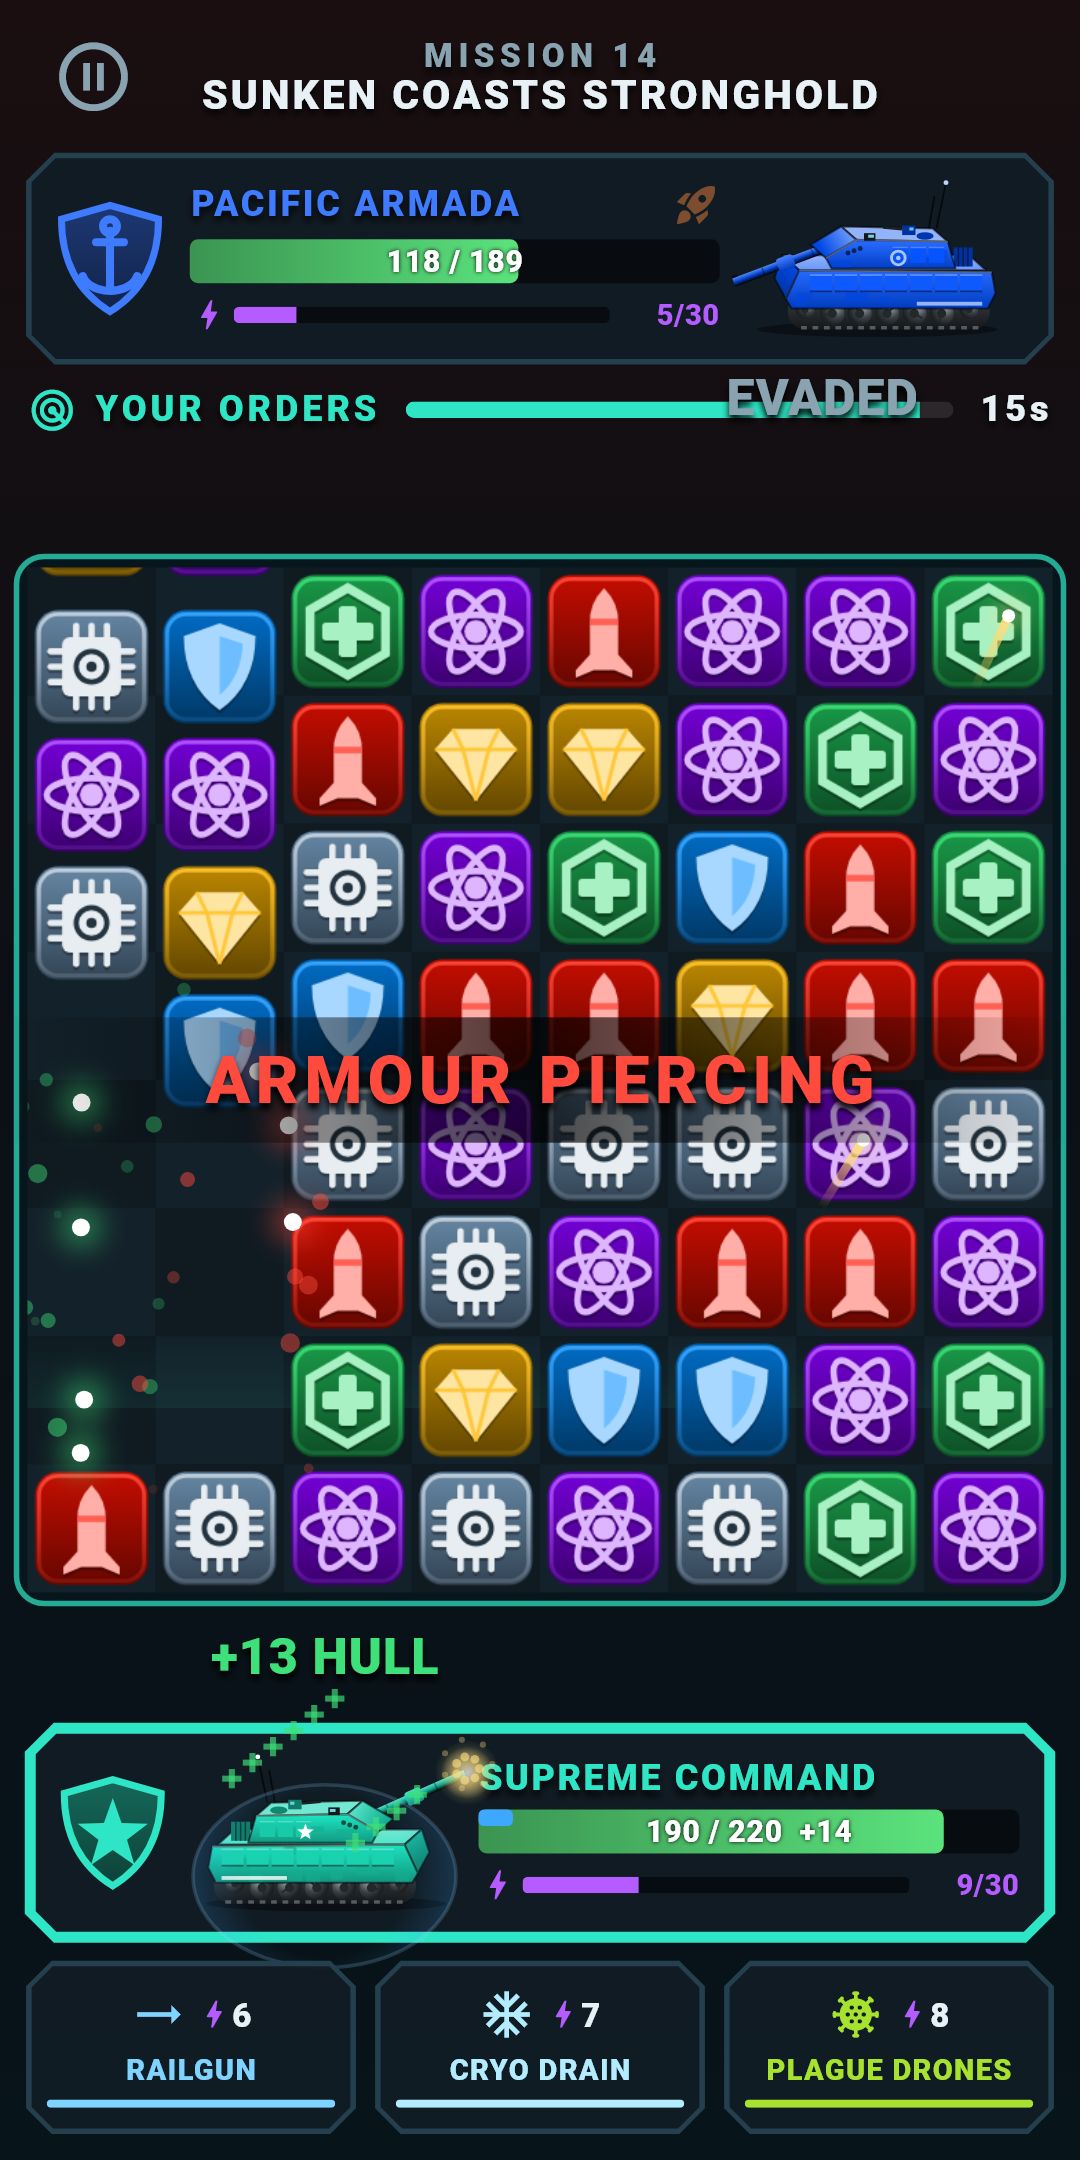 MISSION 14
SUNKEN COASTS STRONGHOLD
PACIFIC ARMADA
118 / 189
5/30
YOUR ORDERS
EVADED
15s
ARMOUR PIERCING
+13 HULL
SUPREME COMMAND
190 / 220 +14
9/30
6
RAILGUN
7
CRYO DRAIN
8
PLAGUE DRONES